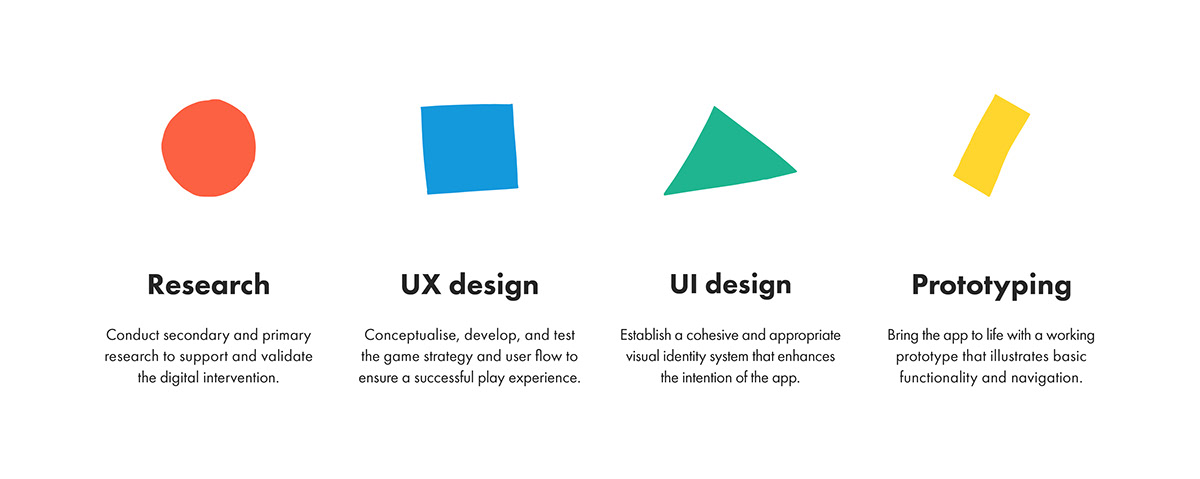 Research
Conduct secondary and primary
research to support and validate
the digital intervention.
UX design
Conceptualise, develop, and test
the game strategy and user flow to
ensure a successful play experience.
UI design
Establish a cohesive and appropriate
visual identity system that enhances
the intention of the app.
Prototyping
Bring the app to life with a working
prototype that illustrates basic
functionality and navigation.